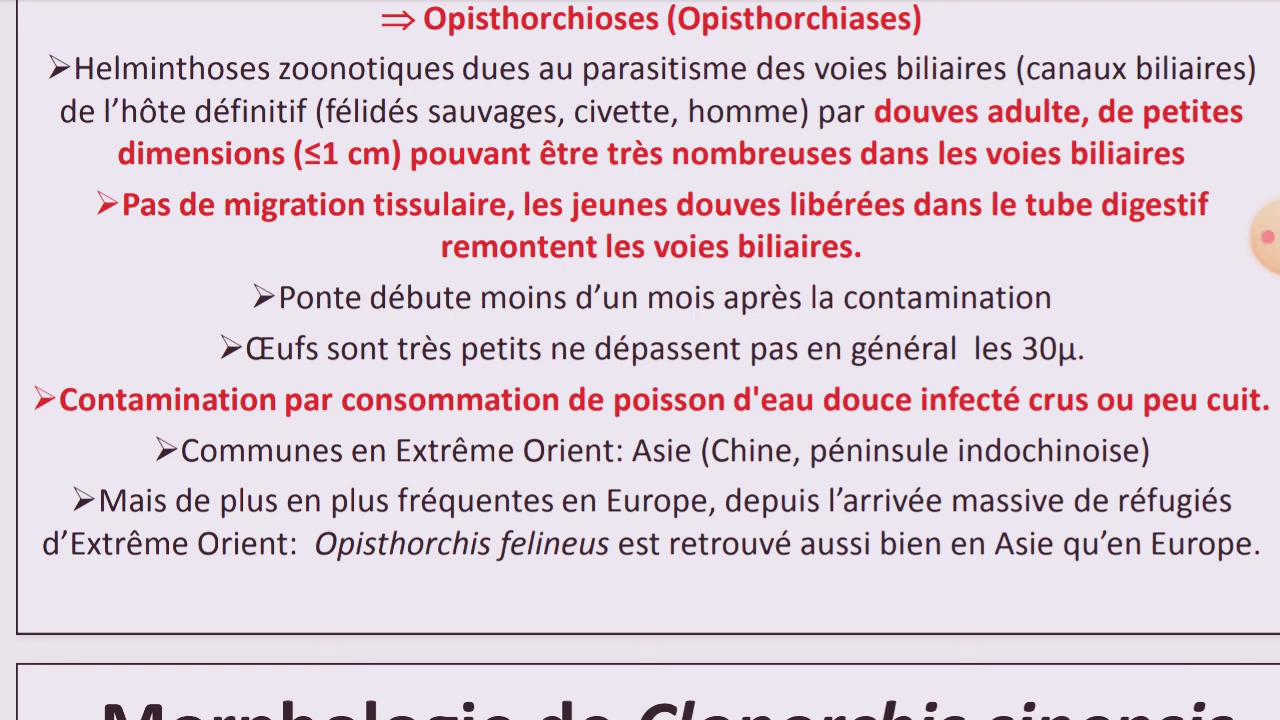 ⇒ Opisthorchioses (Opisthorchiases)
➢Helminthoses zoonotiques dues au parasitisme des voies biliaires (canaux biliaires)
de l’hôte définitif (félidés sauvages, civette, homme) par douves adulte, de petites
dimensions (≤1 cm) pouvant être très nombreuses dans les voies biliaires
➢Pas de migration tissulaire, les jeunes douves libérées dans le tube digestif
remontent les voies biliaires.
➢Ponte débute moins d’un mois après la contamination
➢Œufs sont très petits ne dépassent pas en général  les 30µ.
➢Contamination par consommation de poisson d'eau douce infecté crus ou peu cuit.
➢Communes en Extrême Orient: Asie (Chine, péninsule indochinoise)
➢Mais de plus en plus fréquentes en Europe, depuis l’arrivée massive de réfugiés
d’Extrême Orient:  Opisthorchis felineus est retrouvé aussi bien en Asie qu’en Europe.
Morphologie de Clonorchis sinensis